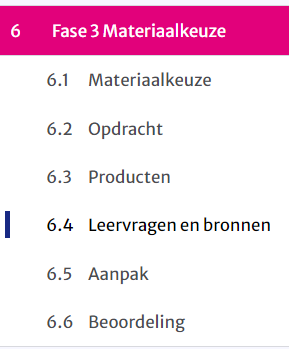 6 Fase 3 Materiaalkeuze
6.1 Materiaalkeuze
6.2 Opdracht
6.3 Producten
6.4 Leervragen en bronnen
6.5 Aanpak
6.6 Beoordeling